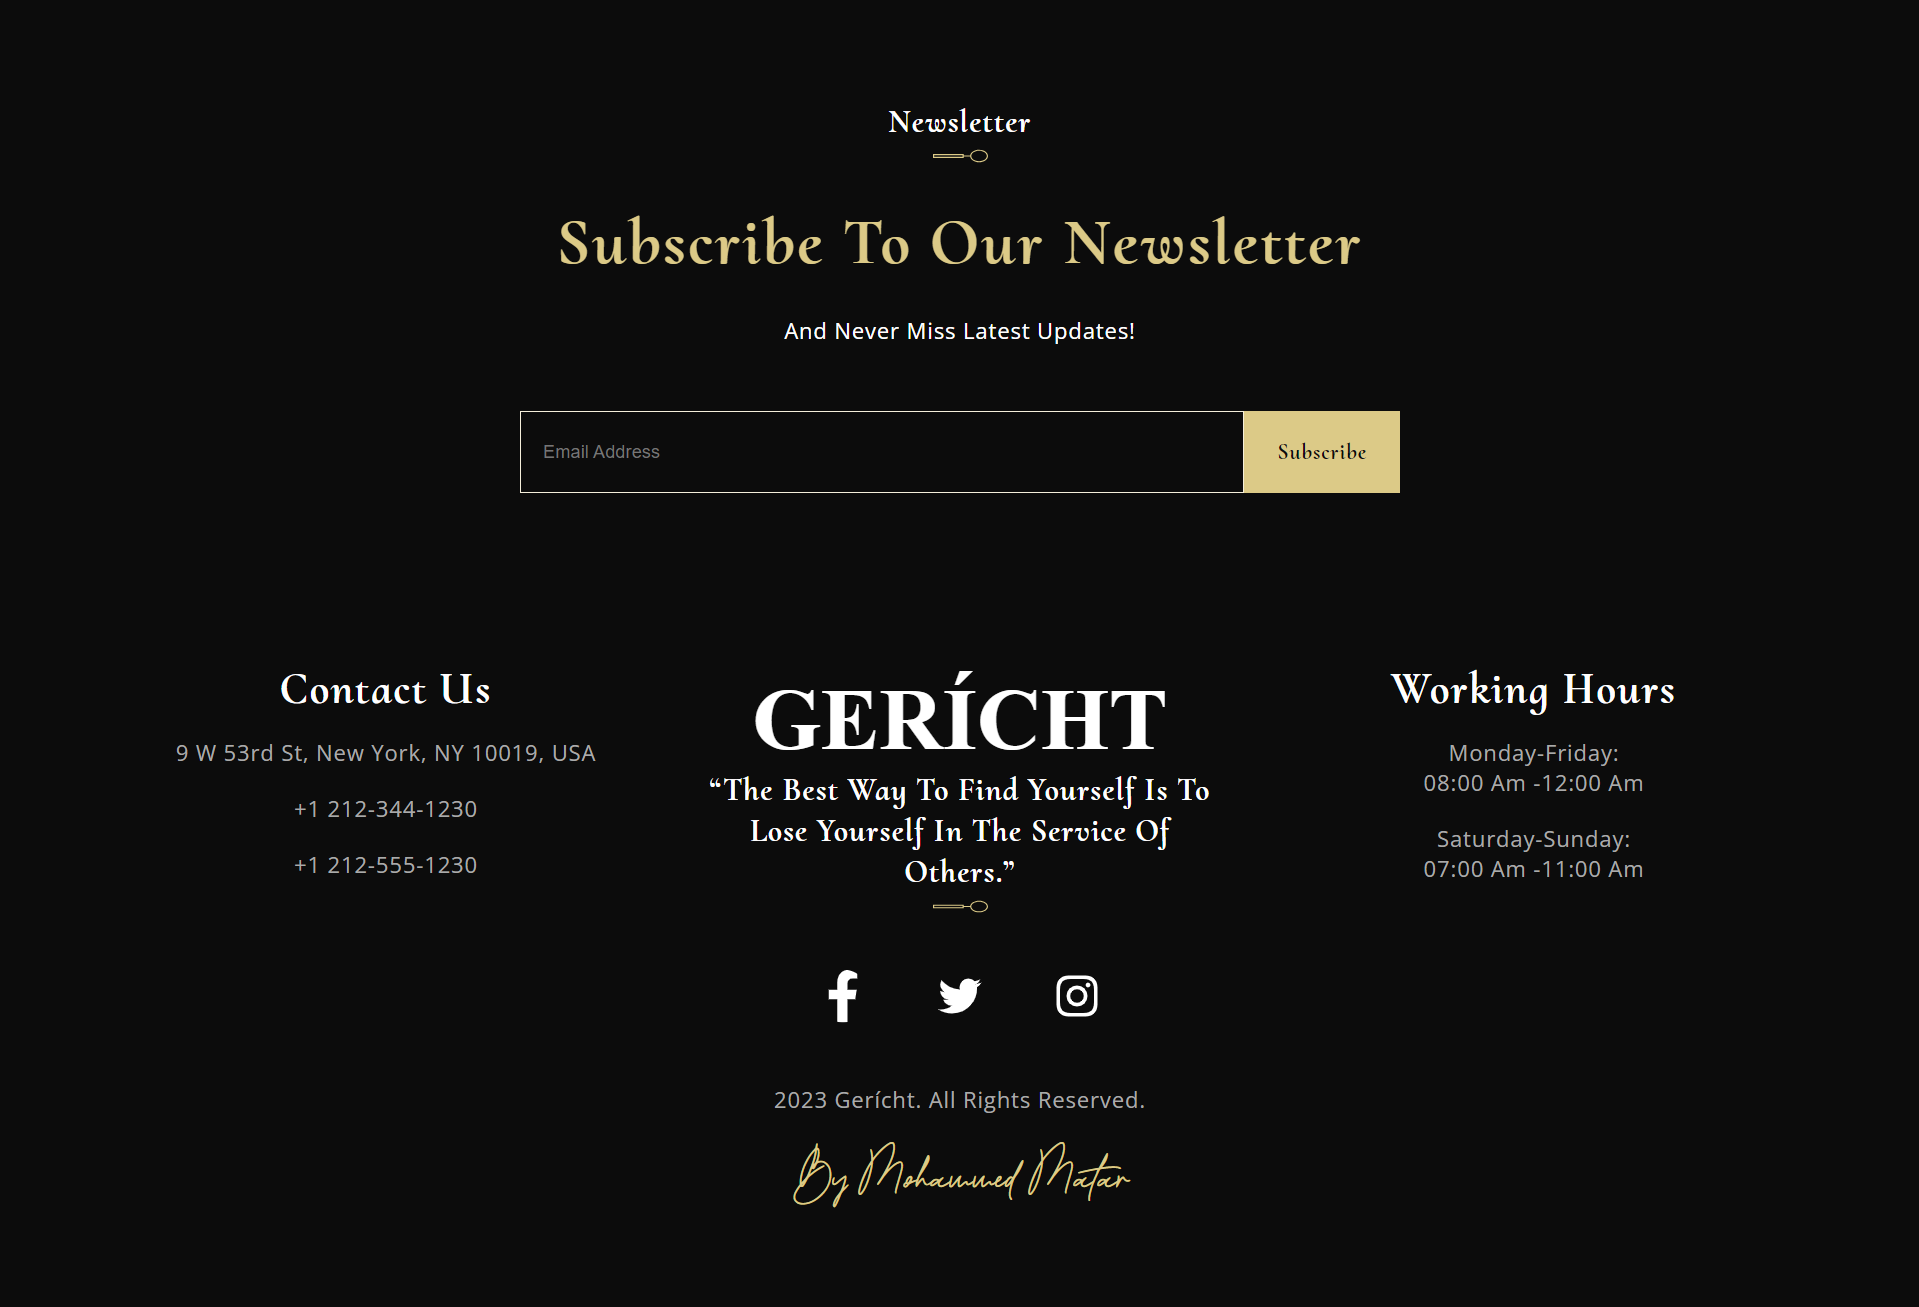 Newsletter
Subscribe To Our Newsletter
And Never Miss Latest Updates!
Email Address
Subscribe
Contact Us
9 W 53rd St, New York, NY 10019, USA
+1 212-344-1230
+1 212-555-1230
GERÍCHT
“The Best Way To Find Yourself Is To
Lose Yourself In The Service Of
Others.”
Working Hours
Monday-Friday:
08:00 Am -12:00 Am
Saturday-Sunday:
07:00 Am -11:00 Am
2023 Gerícht. All Rights Reserved.
By Mohammed Matar